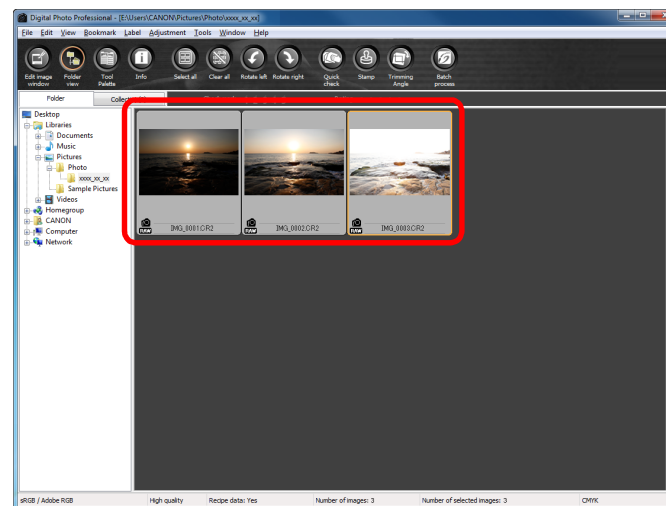 Digital Photo Professional - [E:\Users\CANON\Pictures\Photo\xxxx_xx_xx]
File Edit View Bookmark Label Adjustment Tools Window Help
Edit image window
Folder view
Tool Palette
Info
Select all
Clear all
Rotate left
Rotate right
Quick check
Stamp
Trimming Angle
Batch process
Folder
Desktop
Libraries
Documents
Music
Pictures
Photo
xxxx_xx_xx
Sample Pictures
Videos
Homegroup
CANON
Computer
Network
RAW IMG_0001.CR2
RAW IMG_0002.CR2
RAW IMG_0003.CR2
sRGB / Adobe RGB High quality Recipe data: Yes Number of images: 3 Number of selected images: 3 CMYK